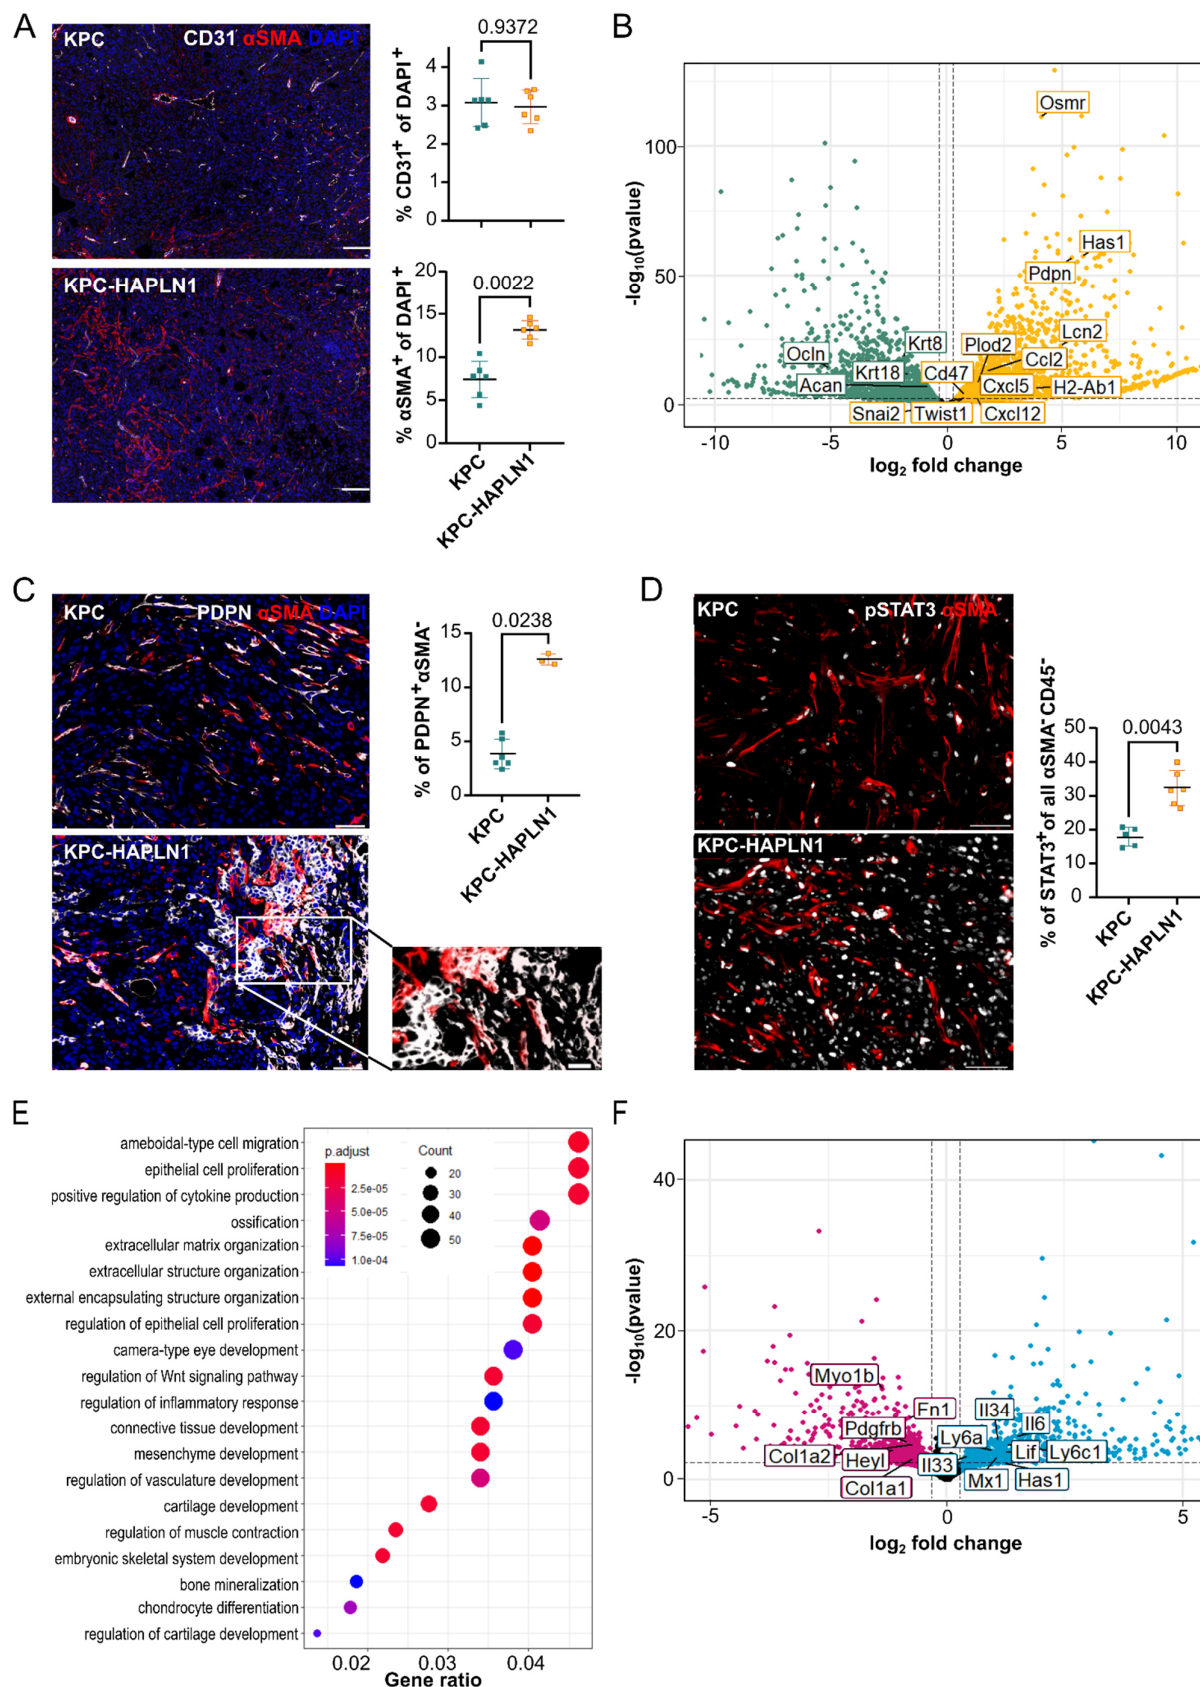 A
KPC
CD31 αSMA DAPI
KPC-HAPLN1
0.9372
% CD31+ of DAPI+
4
3
2
1
0
0.0022
% αSMA+ of DAPI+
20
15
10
5
0
KPC
KPC-HAPLN1
B
-log10(pvalue)
100
50
0
Osmr
Has1
Pdpn
Lcn2
Ocln
Krt8
Plod2
Ccl2
Krt18
Cd47
Acan
Cxcl5
H2-Ab1
Snai2
Twist1
Cxcl12
-10
-5
0
5
10
log2 fold change
C
KPC
PDPN αSMA DAPI
KPC-HAPLN1
0.0238
% of PDPN+αSMA-
15
10
5
0
KPC
KPC-HAPLN1
D
KPC
pSTAT3 αSMA
KPC-HAPLN1
0.0043
% of STAT3+ of all αSMA-CD45-
50
40
30
20
10
0
KPC
KPC-HAPLN1
E
ameboidal-type cell migration
epithelial cell proliferation
positive regulation of cytokine production
ossification
extracellular matrix organization
extracellular structure organization
external encapsulating structure organization
regulation of epithelial cell proliferation
camera-type eye development
regulation of Wnt signaling pathway
regulation of inflammatory response
connective tissue development
mesenchyme development
regulation of vasculature development
cartilage development
regulation of muscle contraction
embryonic skeletal system development
bone mineralization
chondrocyte differentiation
regulation of cartilage development
p.adjust
2.5e-05
5.0e-05
7.5e-05
1.0e-04
Count
20
30
40
50
0.02
0.03
0.04
Gene ratio
F
-log10(pvalue)
40
20
10
0
Myo1b
Fn1
Il34
Pdgfrb
Ly6a
Il6
Col1a2
Heyl
Il33
Lif
Ly6c1
Col1a1
Mx1
Has1
-5
0
5
log2 fold change